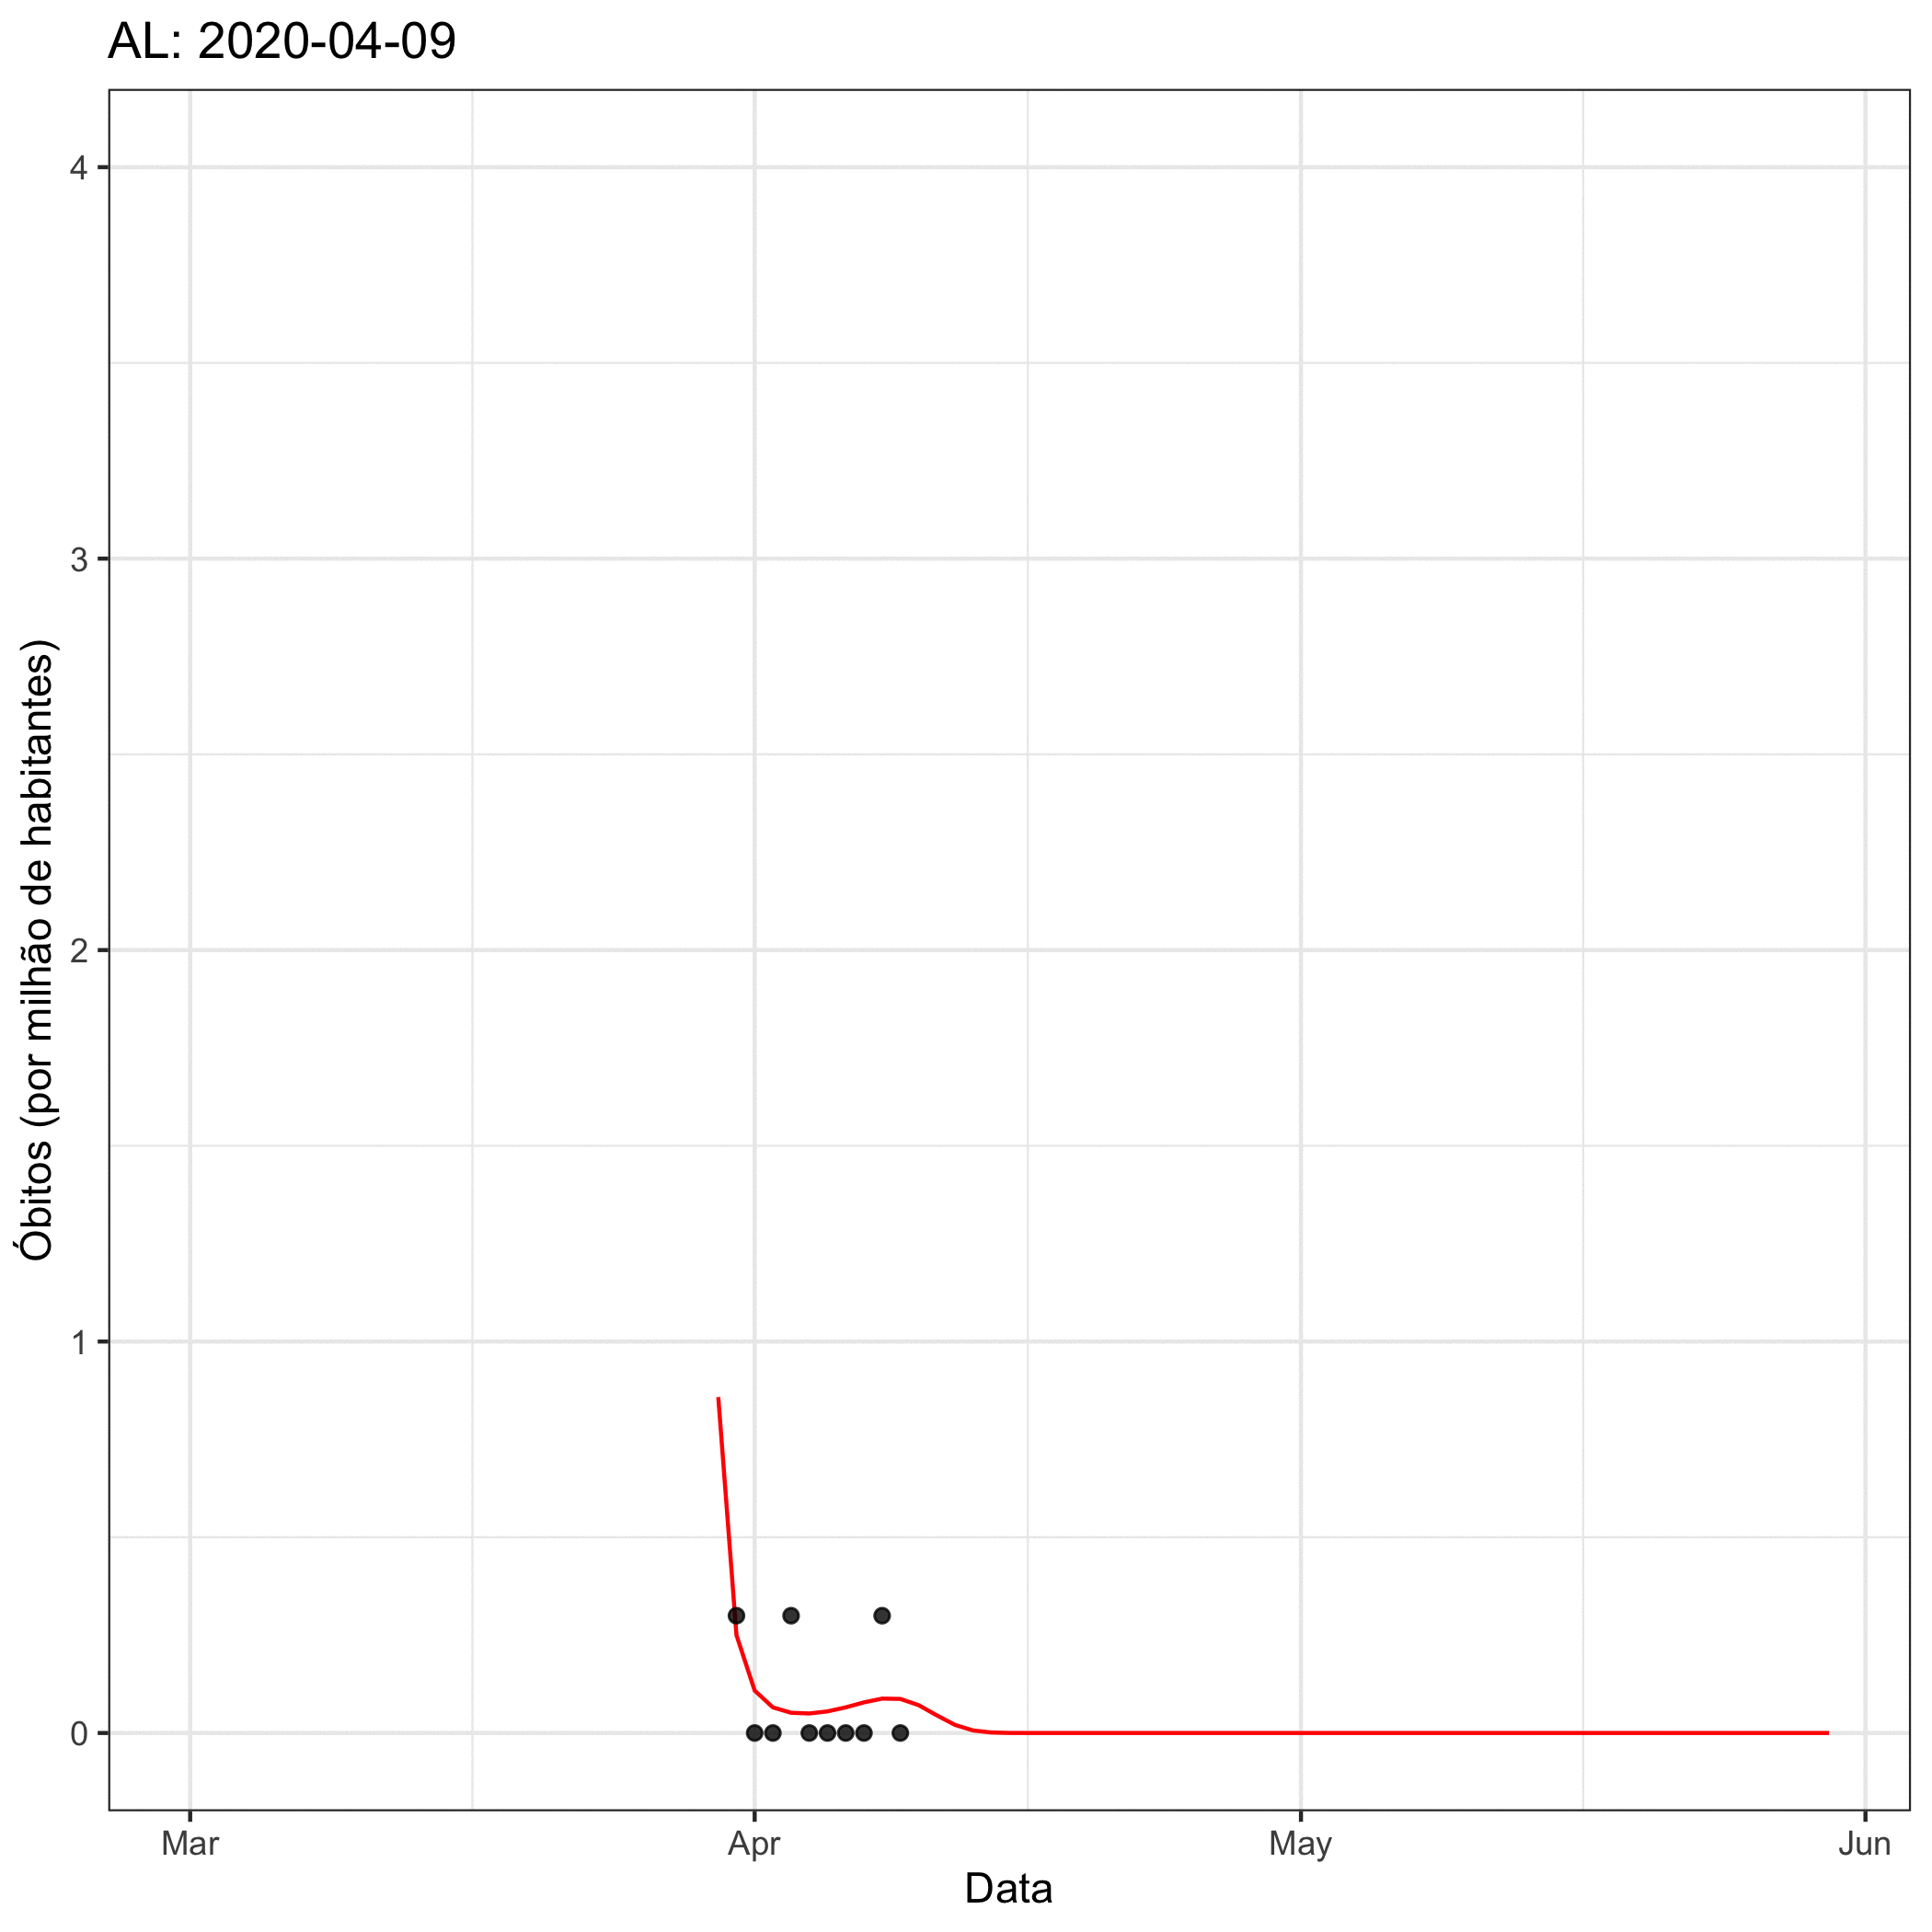 AL: 2020-04-09
Óbitos (por milhão de habitantes)
4
3
2
1
0
Mar Apr May Jun
Data